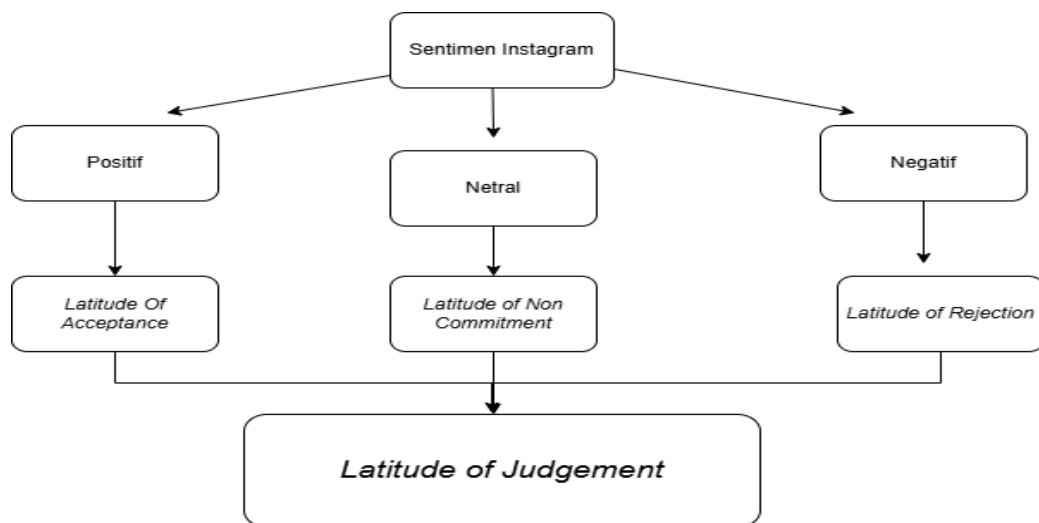 Sentimen Instagram
Positif
Netral
Negatif
Latitude Of
Acceptance
Latitude of Non
Commitment
Latitude of Rejection
Latitude of Judgement